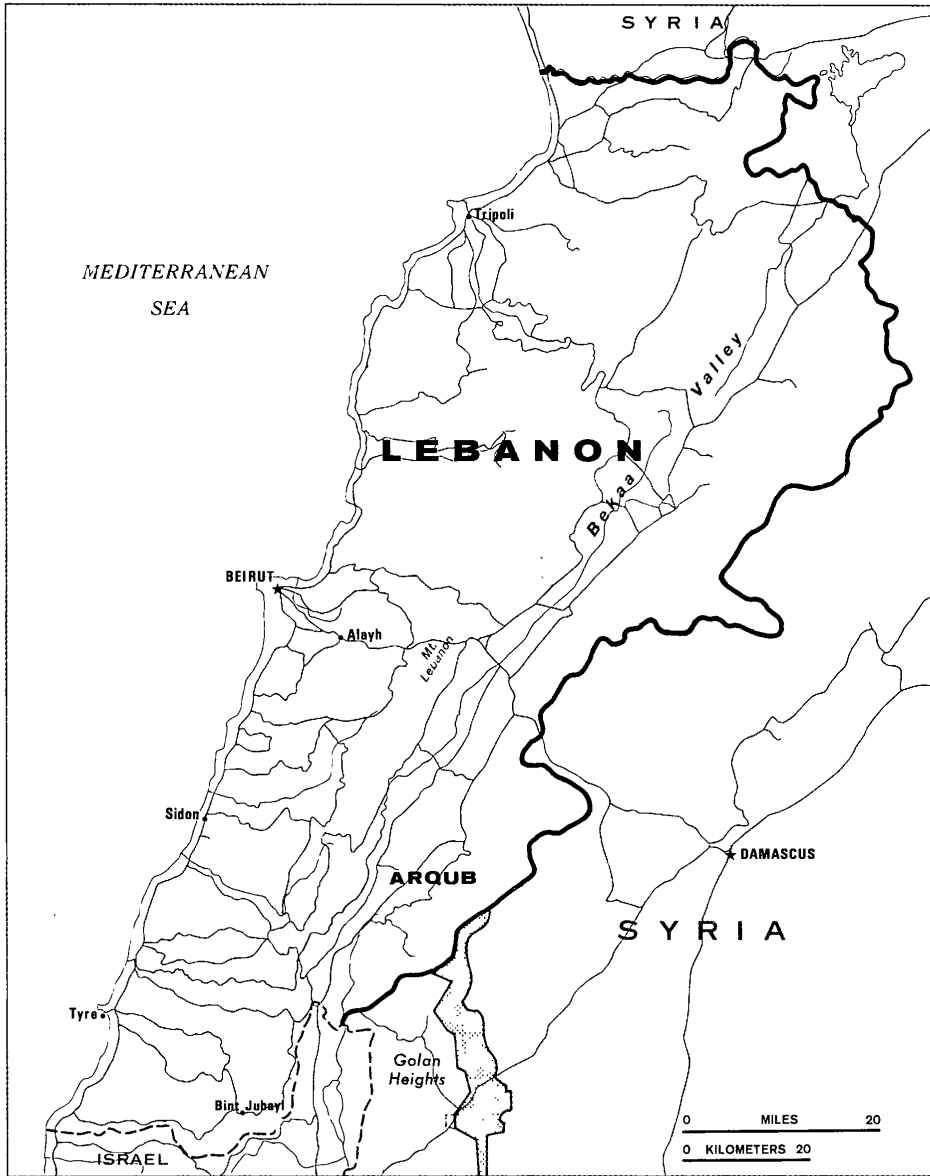 SYRIA
Tripoli
MEDITERRANEAN
SEA
Valley
LEBANON
Bekaa
BEIRUT
Alayh
Mt.
Lebanon
Sidon
DAMASCUS
ARQUB
SYRIA
Tyre
Golan
Heights
Bint Jubayl
0 MILES 20
0 KILOMETERS 20
ISRAEL